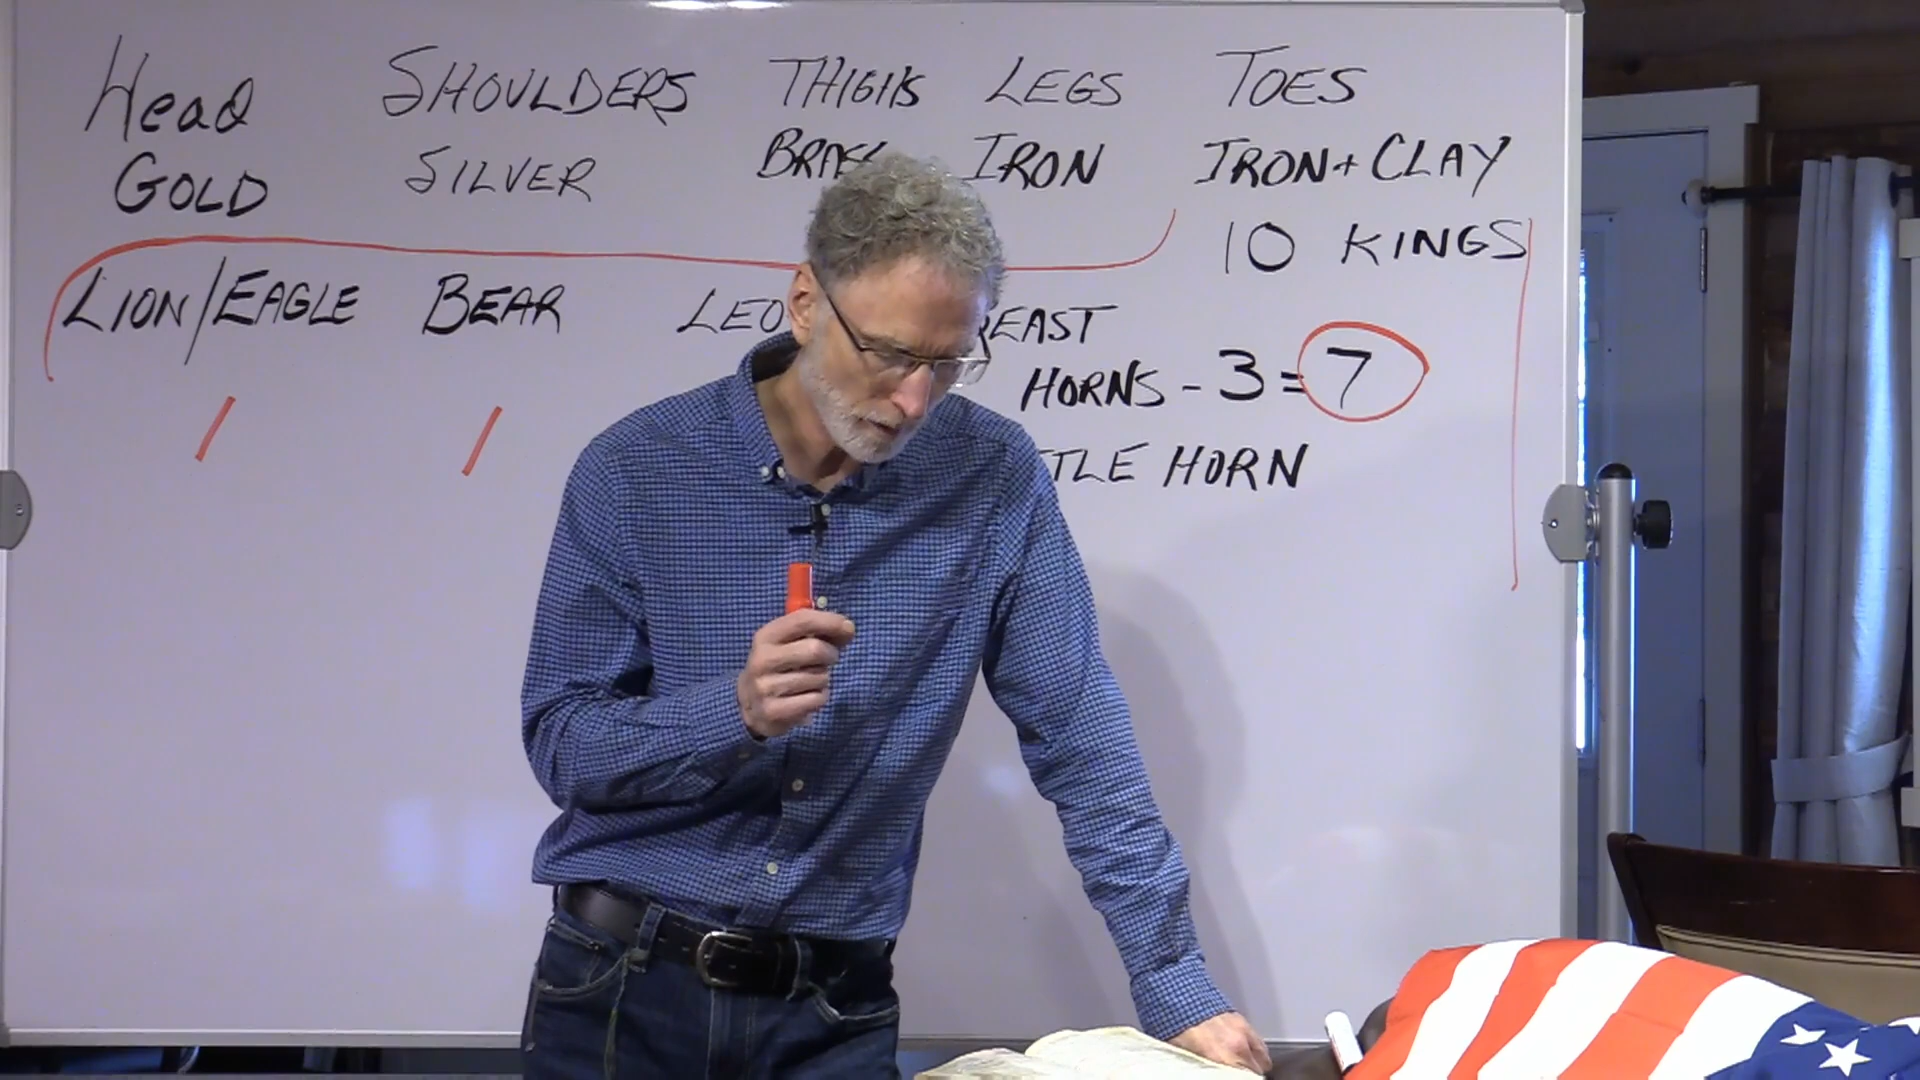 Head SHOULDERS THIGHS LEGS TOES
GOLD SILVER IRON IRON + CLAY
10 KINGS
LION/EAGLE BEAR
HORNS - 3 = 7
HORN